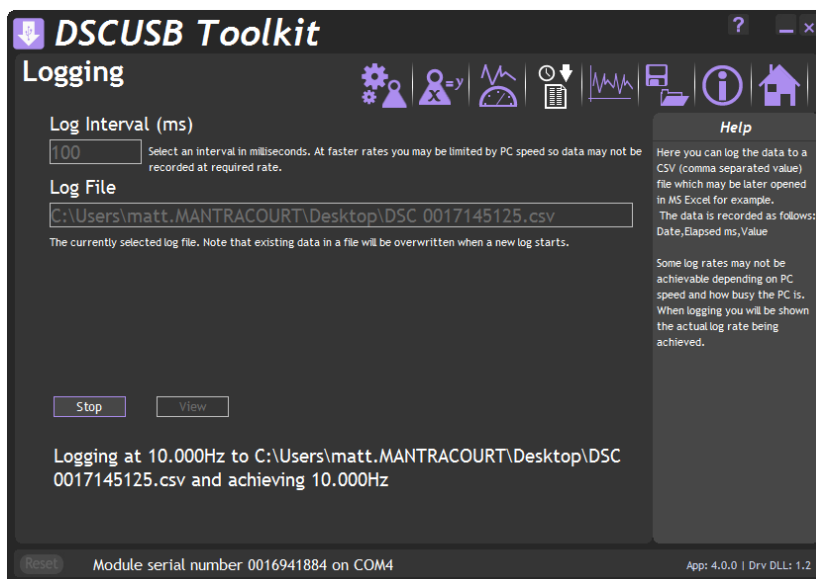 DSCUSB Toolkit
?
Logging
x =y
Log Interval (ms)
100
Select an interval in milliseconds. At faster rates you may be limited by PC speed so data may not be
recorded at required rate.
Log File
C:\Users\matt.MANTRACOURT\Desktop\DSC 0017145125.csv
The currently selected log file. Note that existing data in a file will be overwritten when a new log starts.
Stop
View
Logging at 10.000Hz to C:\Users\matt.MANTRACOURT\Desktop\DSC
0017145125.csv and achieving 10.000Hz
Help
Here you can log the data to a
CSV (comma separated value)
file which may be later opened
in MS Excel for example.
The data is recorded as follows:
Date,Elapsed ms,Value
Some log rates may not be
achievable depending on PC
speed and how busy the PC is.
When logging you will be shown
the actual log rate being
achieved.
Reset
Module serial number 0016941884 on COM4
App: 4.0.0 | Drv DLL: 1.2